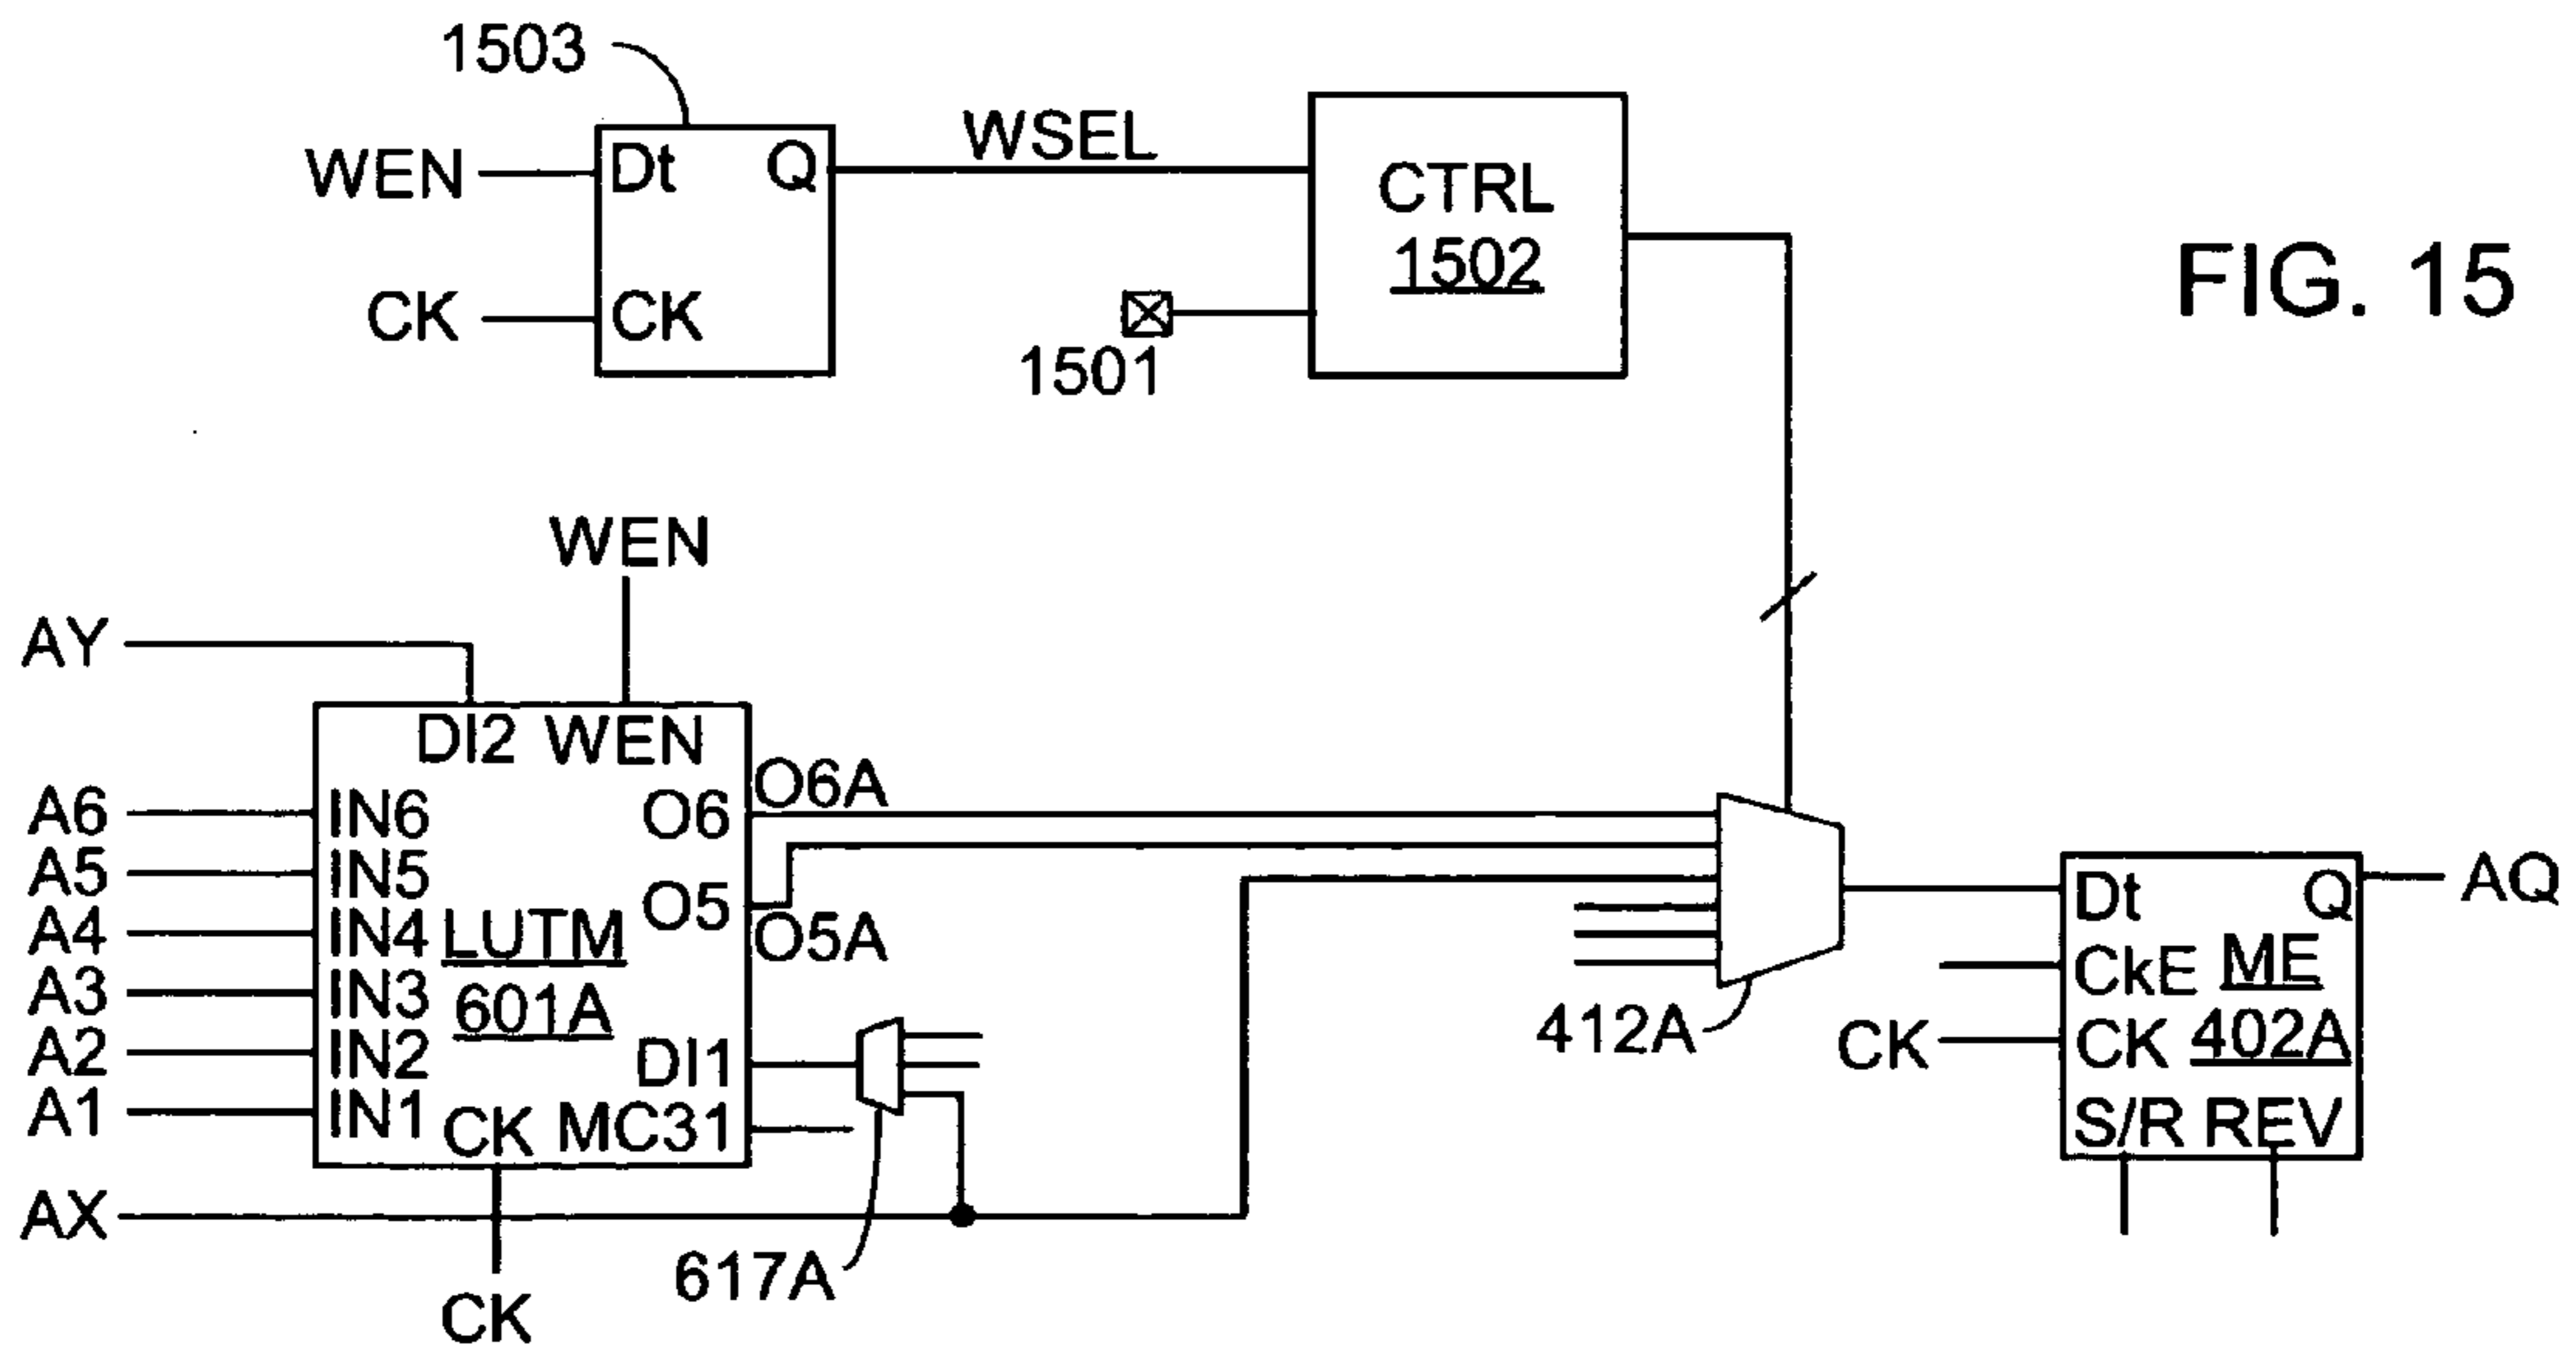 1503
WEN
Dt
Q
WSEL
CTRL
1502
CK
CK
1501
FIG. 15
WEN
AY
DI2 WEN
A6
IN6
O6
O6A
A5
IN5
O5
O5A
A4
IN4
LUTM
601A
A3
IN3
A2
IN2
DI1
A1
IN1
CK
MC31
AX
CK
617A
412A
Dt
Q
AQ
CkE
ME
402A
CK
CK
S/R REV